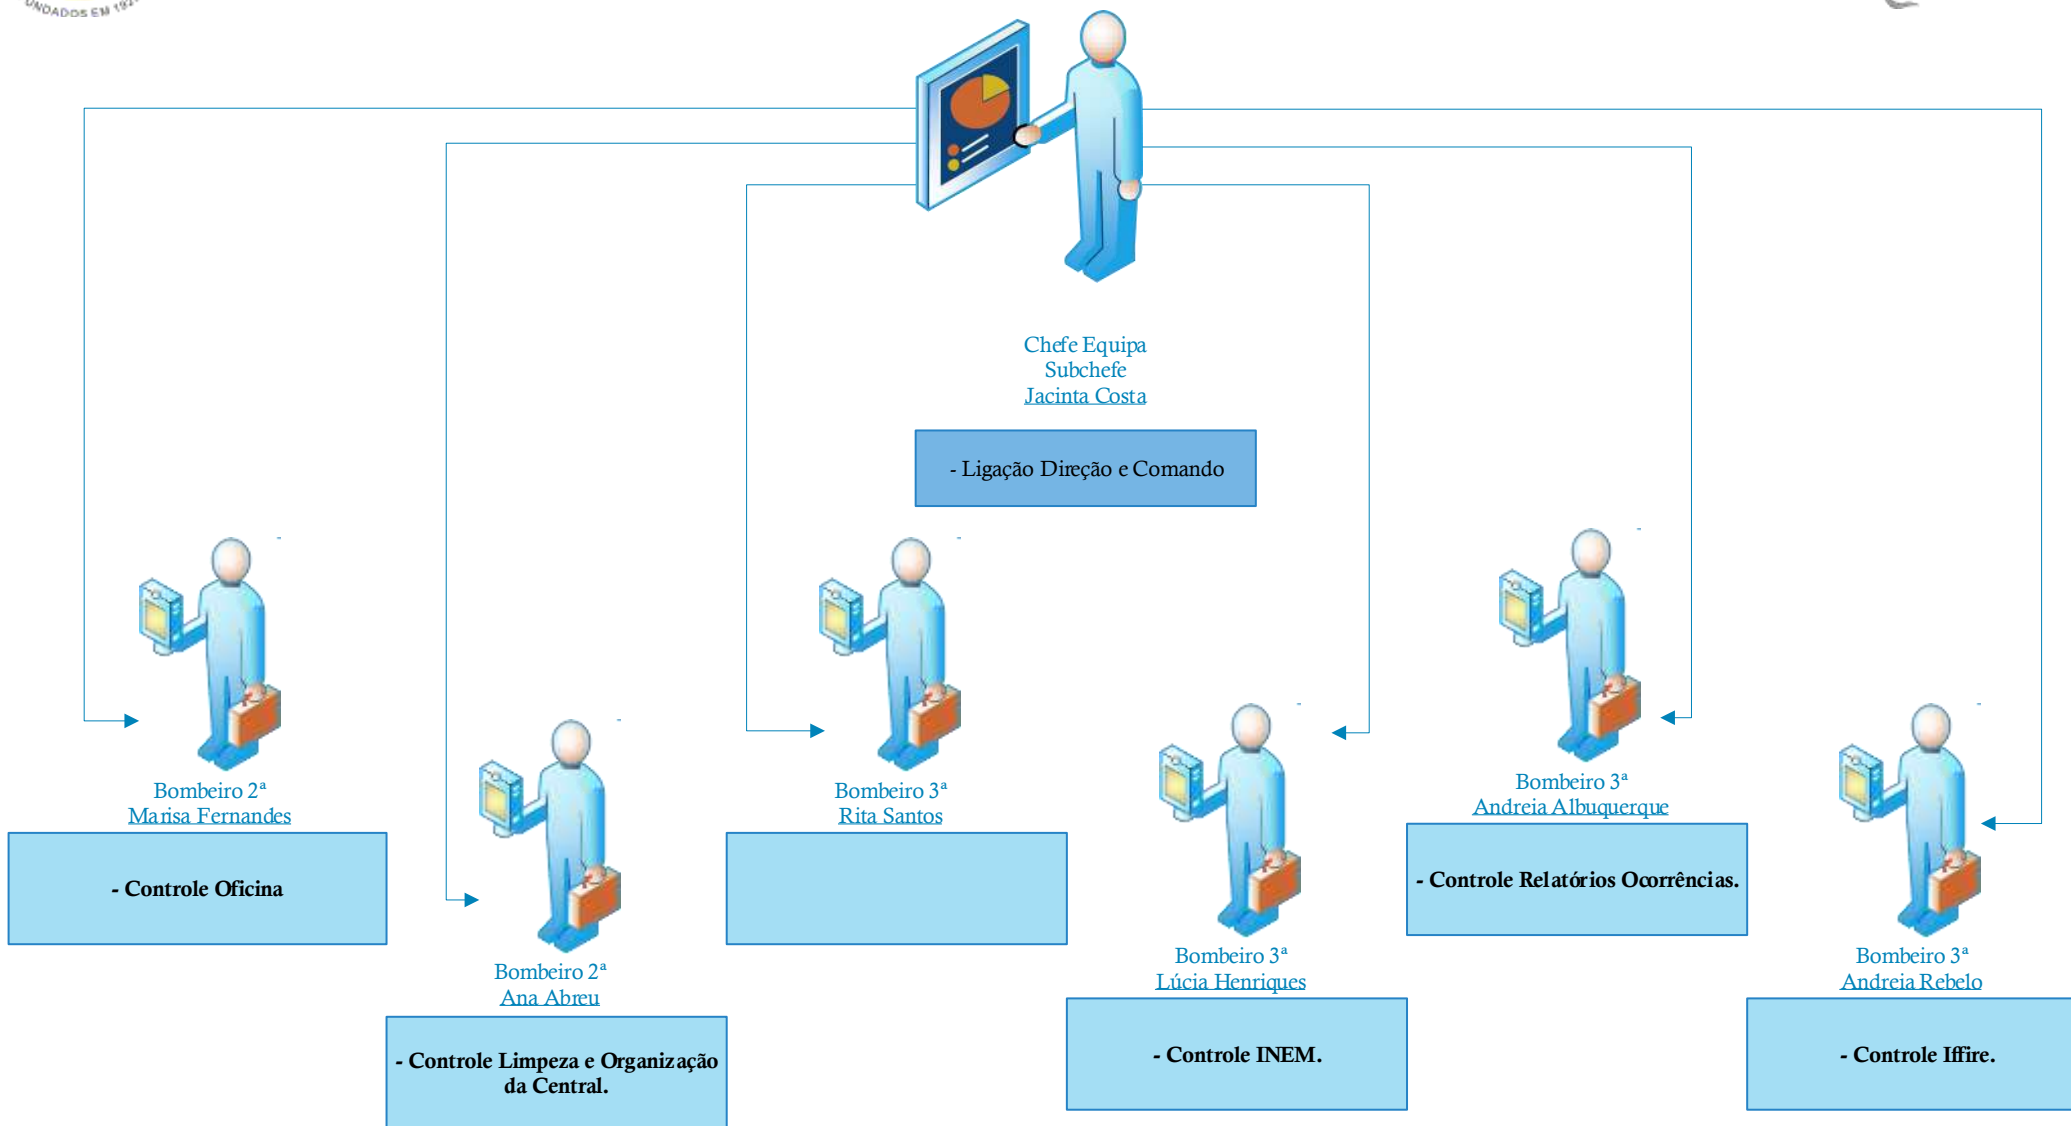 FUNDADOS EM
Chefe Equipa
Subchefe
Jacinta Costa
- Ligação Direção e Comando
Bombeiro 2ª
Marisa Fernandes
- Controle Oficina
Bombeiro 2ª
Ana Abreu
- Controle Limpeza e Organização
da Central.
Bombeiro 3ª
Rita Santos
Bombeiro 3ª
Lúcia Henriques
- Controle INEM.
Bombeiro 3ª
Andreia Albuquerque
- Controle Relatórios Ocorrências.
Bombeiro 3ª
Andreia Rebelo
- Controle Iffire.